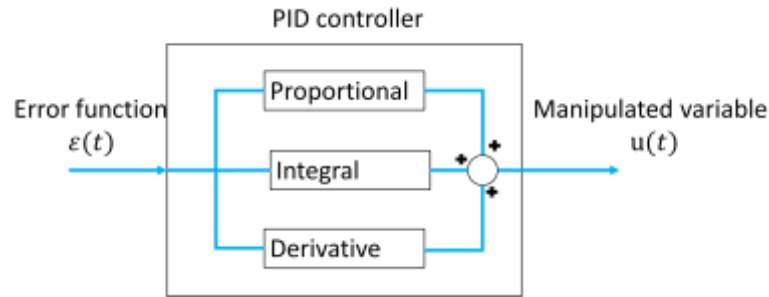 PID controller
Error function
ε(t)
Proportional
Integral
Derivative
+
+
+
Manipulated variable
u(t)